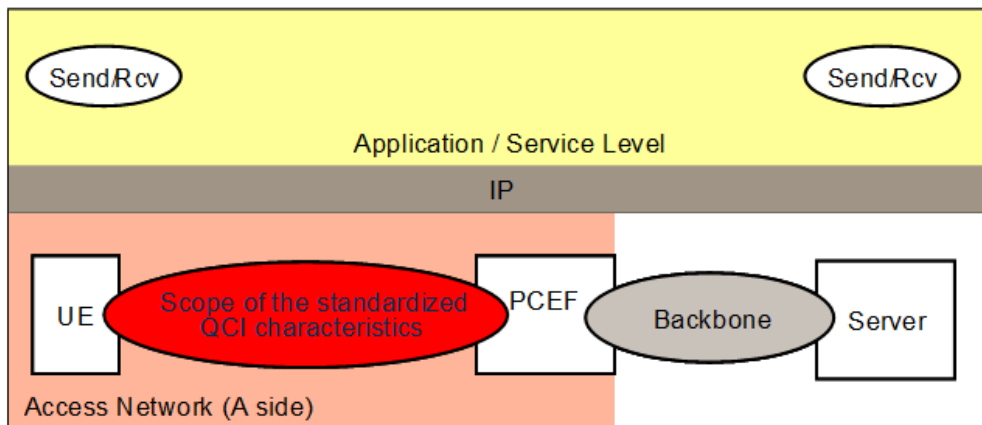 Send/Rcv
Send/Rcv
Application / Service Level
IP
UE
Scope of the standardized
QCI characteristics
PCEF
Backbone
Server
Access Network (A side)